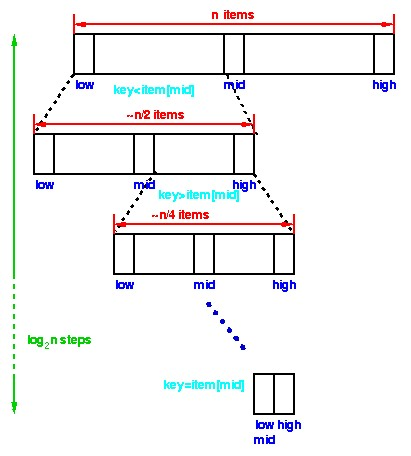 n items
low mid high
key<item[mid]
~n/2 items
low mid high
key>item[mid]
~n/4 items
low mid high
log2n steps
key=item[mid]
low high
mid